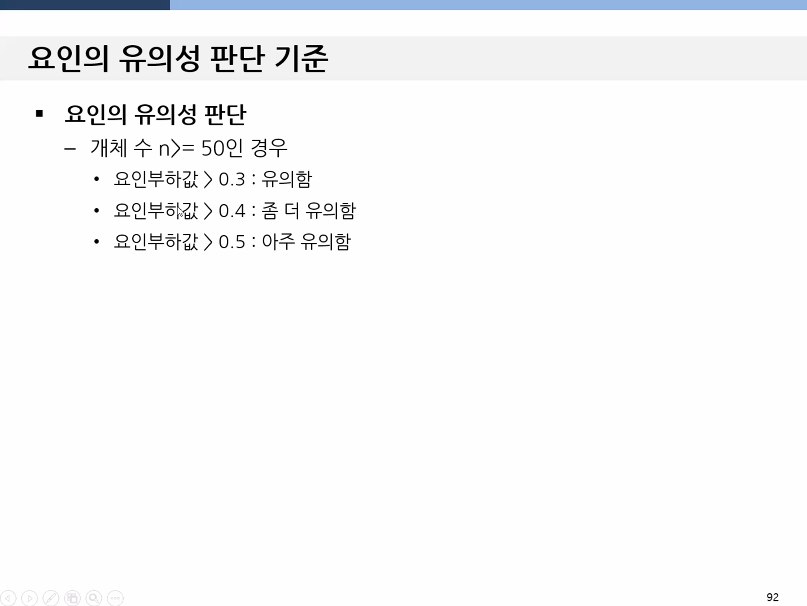 요인의 유의성 판단 기준
▪ 요인의 유의성 판단
– 개체 수 n>= 50인 경우
• 요인부하값 > 0.3 : 유의함
• 요인부하값 > 0.4 : 좀 더 유의함
• 요인부하값 > 0.5 : 아주 유의함
92